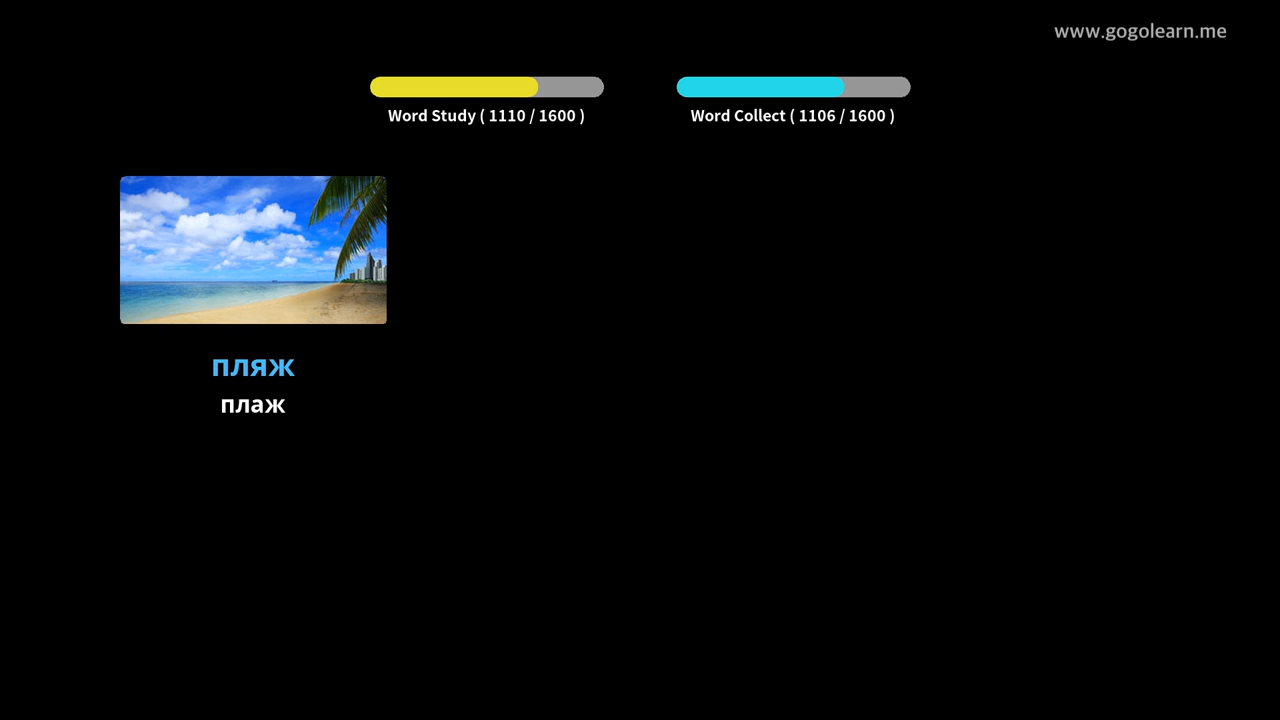 www.gogolearn.me
Word Study ( 1110 / 1600 )
Word Collect ( 1106 / 1600 )
пляж
плаж